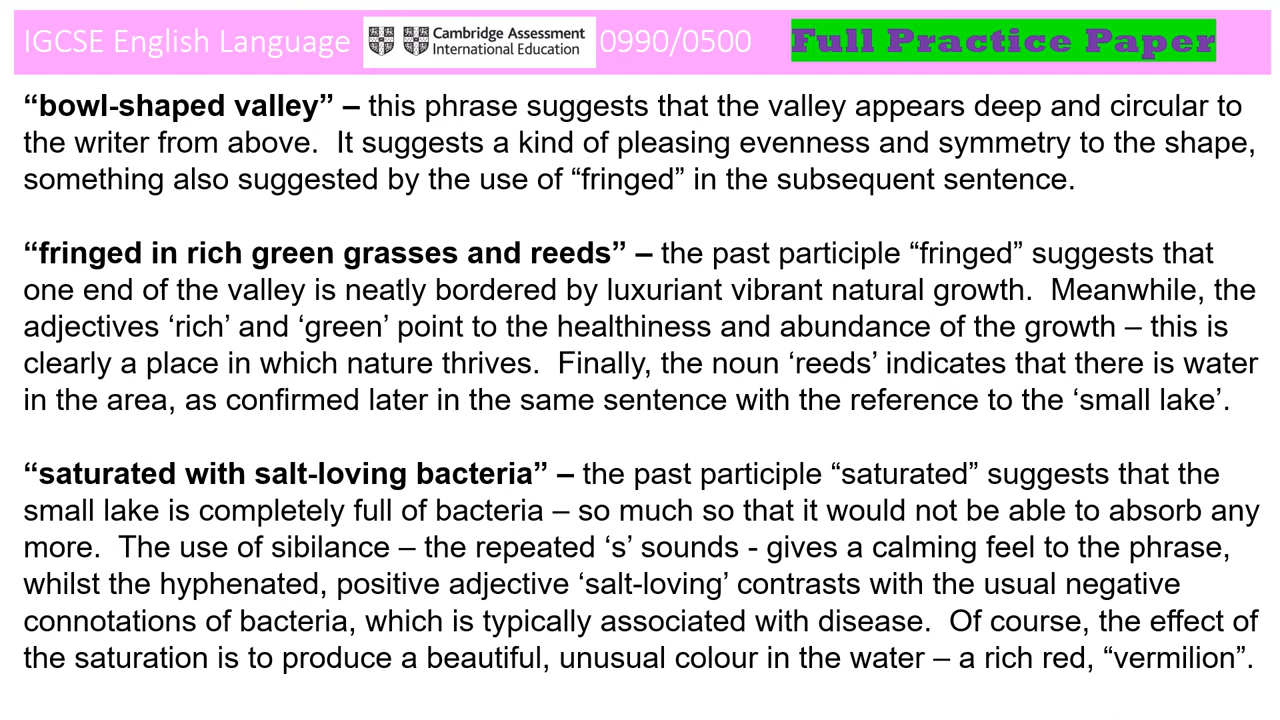 IGCSE English Language Cambridge Assessment International Education 0990/0500 Full Practice Paper
“bowl-shaped valley” – this phrase suggests that the valley appears deep and circular to
the writer from above.  It suggests a kind of pleasing evenness and symmetry to the shape,
something also suggested by the use of “fringed” in the subsequent sentence.
“fringed in rich green grasses and reeds” – the past participle “fringed” suggests that
one end of the valley is neatly bordered by luxuriant vibrant natural growth.  Meanwhile, the
adjectives ‘rich’ and ‘green’ point to the healthiness and abundance of the growth – this is
clearly a place in which nature thrives.  Finally, the noun ‘reeds’ indicates that there is water
in the area, as confirmed later in the same sentence with the reference to the ‘small lake’.
“saturated with salt-loving bacteria” – the past participle “saturated” suggests that the
small lake is completely full of bacteria – so much so that it would not be able to absorb any
more.  The use of sibilance – the repeated ‘s’ sounds - gives a calming feel to the phrase,
whilst the hyphenated, positive adjective ‘salt-loving’ contrasts with the usual negative
connotations of bacteria, which is typically associated with disease.  Of course, the effect of
the saturation is to produce a beautiful, unusual colour in the water – a rich red, “vermilion”.